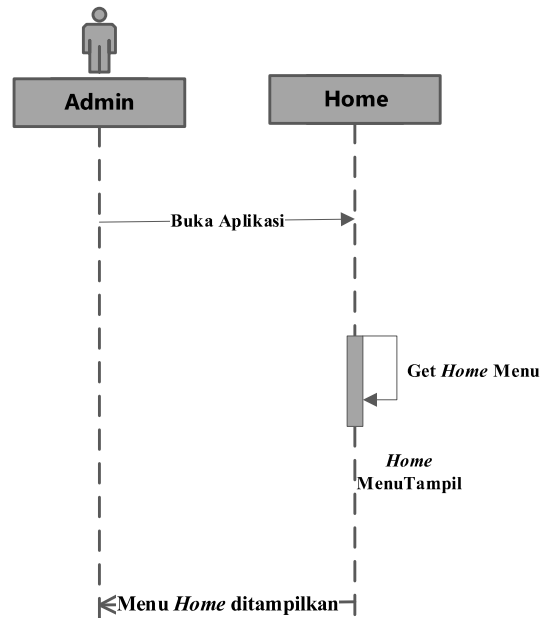 Admin
Home
Buka Aplikasi
Get Home Menu
Home
MenuTampil
Menu Home ditampilkan